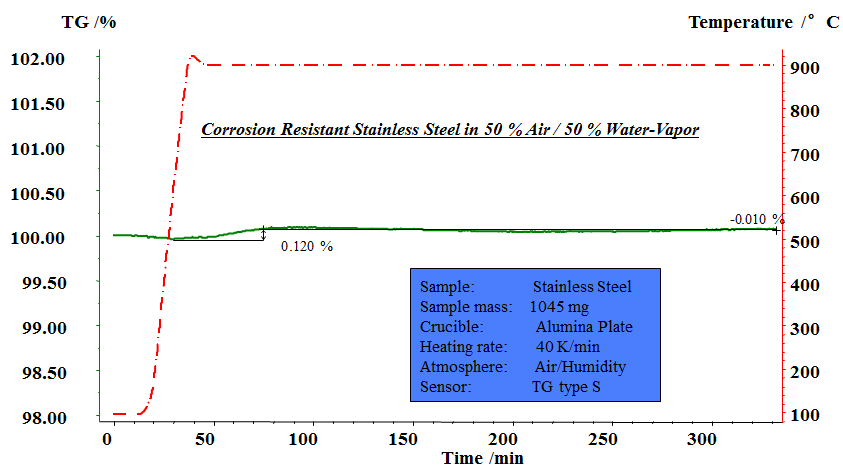 TG /%
Temperature /° C
102.00
101.50
101.00
100.50
100.00
99.50
99.00
98.50
98.00
900
800
700
600
500
400
300
200
100
Corrosion Resistant Stainless Steel in 50 % Air / 50 % Water-Vapor
-0.010 %
0.120 %
Sample: Stainless Steel
Sample mass: 1045 mg
Crucible: Alumina Plate
Heating rate: 40 K/min
Atmosphere: Air/Humidity
Sensor: TG type S
0 50 100 150 200 250 300
Time /min